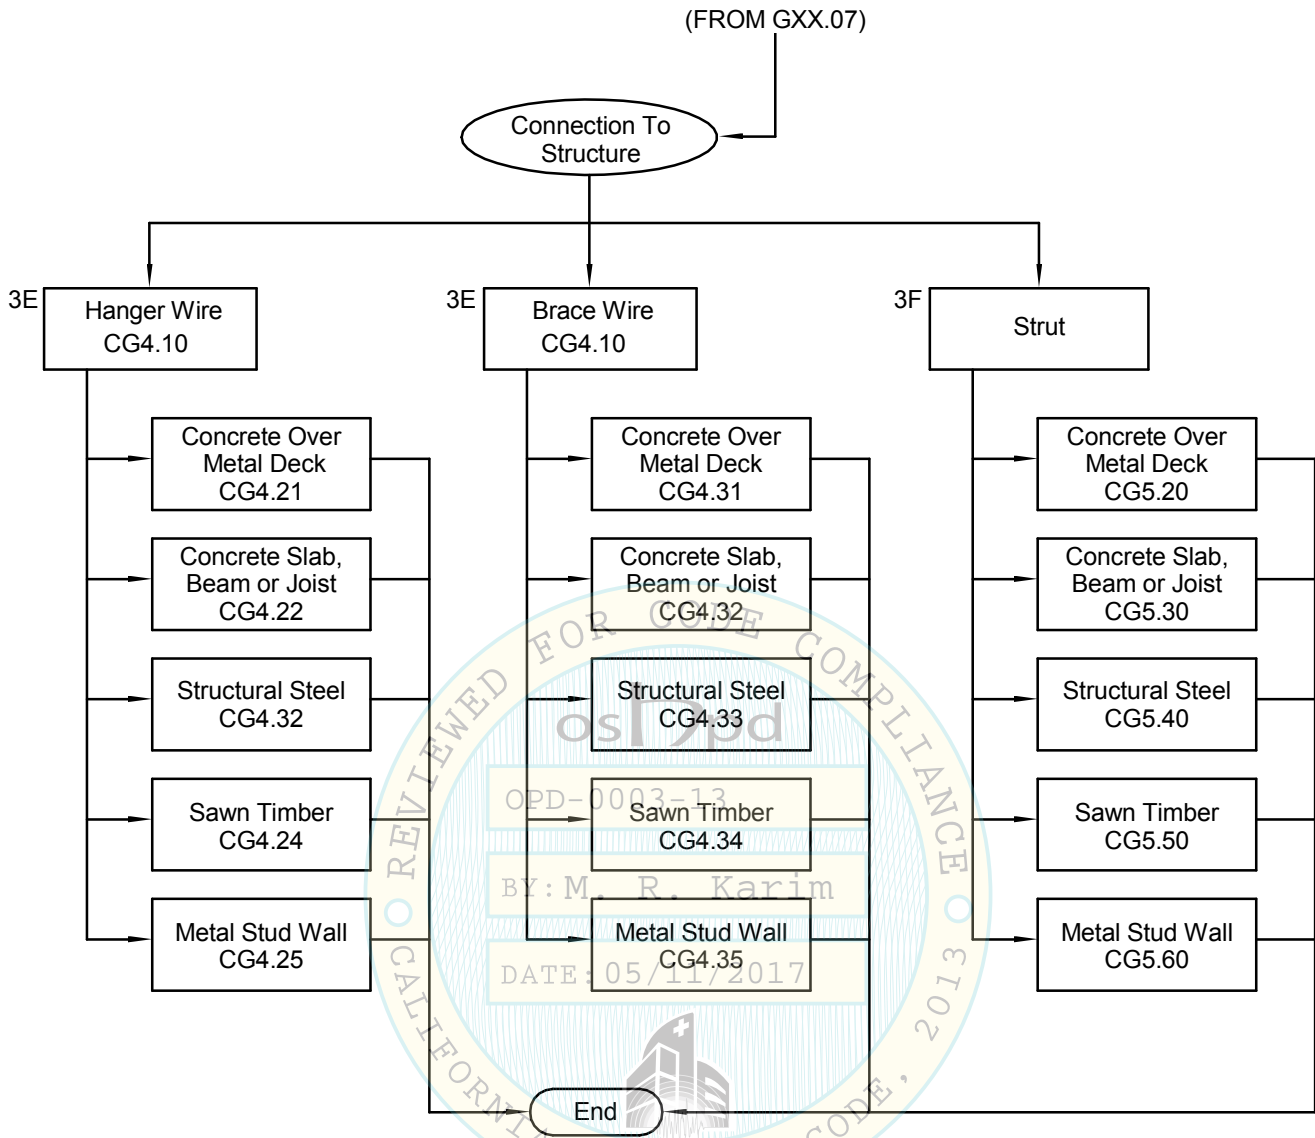 (FROM GXX.07)
Connection To
Structure
3E
Hanger Wire
CG4.10
3E
Brace Wire
CG4.10
3F
Strut
Concrete Over
Metal Deck
CG4.21
Concrete Over
Metal Deck
CG4.31
Concrete Over
Metal Deck
CG5.20
Concrete Slab,
Beam or Joist
CG4.22
Concrete Slab,
Beam or Joist
CG4.32
Concrete Slab,
Beam or Joist
CG5.30
Structural Steel
CG4.32
Structural Steel
CG4.33
Structural Steel
CG5.40
Sawn Timber
CG4.24
Sawn Timber
CG4.34
Sawn Timber
CG5.50
Metal Stud Wall
CG4.25
Metal Stud Wall
CG4.35
Metal Stud Wall
CG5.60
End
REVIEWED FOR CODE COMPLIANCE
oshpd
OPD-0003-13
BY: M. R. Karim
DATE: 05/11/2017
CODE, 2013